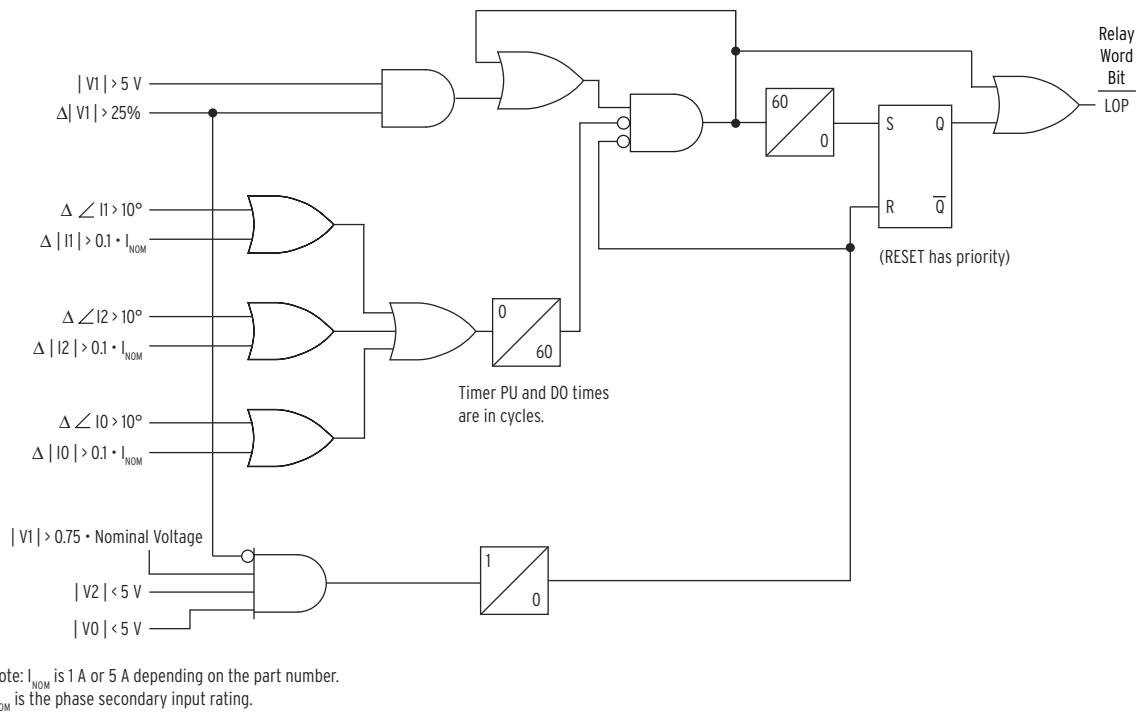 Relay
Word
Bit
LOP
| V1 | > 5 V
Δ| V1 | > 25%
60
0
S Q
R Q̅
(RESET has priority)
Δ ∠ I1 > 10°
Δ | I1 | > 0.1 • I_NOM
Δ ∠I2 > 10°
Δ | I2 | > 0.1 • I_NOM
0
60
Timer PU and DO times
are in cycles.
Δ ∠ I0 > 10°
Δ | I0 | > 0.1 • I_NOM
| V1 | > 0.75 • Nominal Voltage
| V2 | < 5 V
| V0 | < 5 V
1
0
ote: I_NOM is 1 A or 5 A depending on the part number.
OM is the phase secondary input rating.